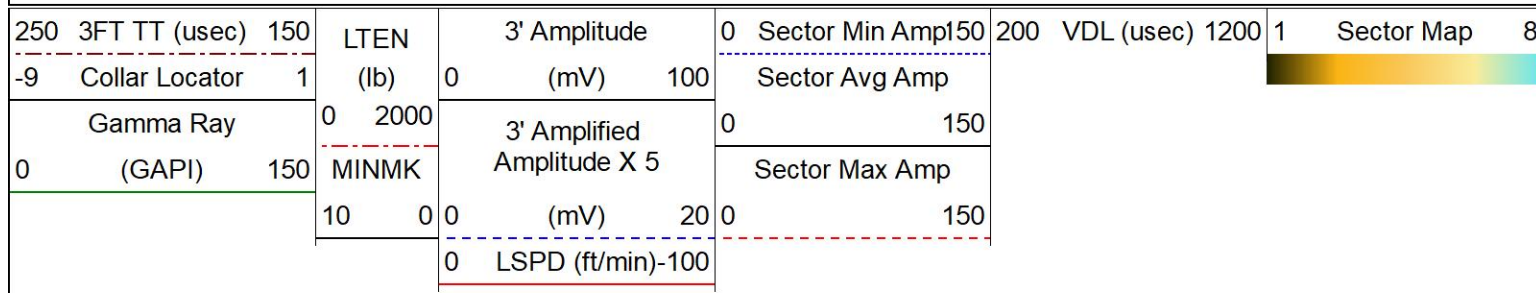 250 3FT TT (usec) 150
-9 Collar Locator 1
Gamma Ray
0 (GAPI) 150
LTEN
(lb)
0 2000
MINMK
10 0
3' Amplitude
0 (mV) 100
3' Amplified
Amplitude X 5
0 (mV) 20
0 LSPD (ft/min) -100
0 Sector Min Amp 150
Sector Avg Amp
0 150
Sector Max Amp
0 150
200 VDL (usec) 1200
1 Sector Map 8